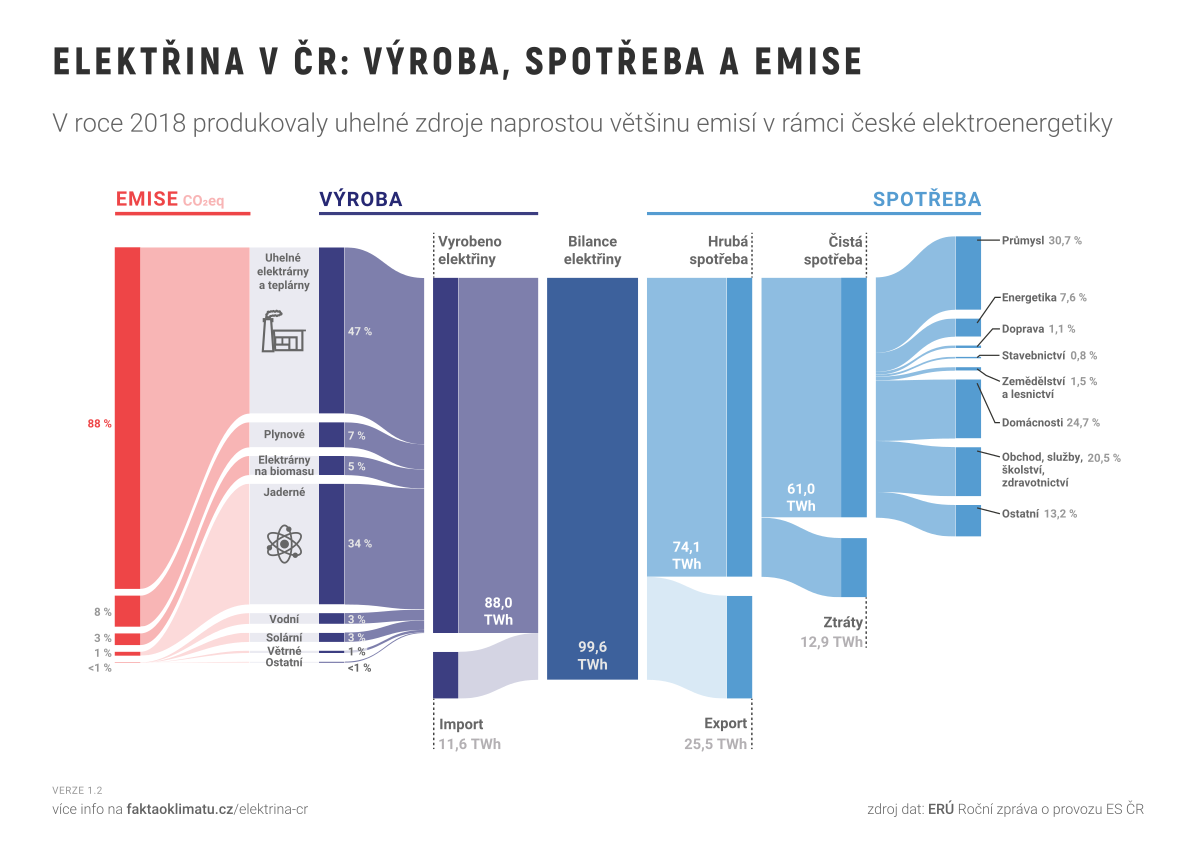 ELEKTŘINA V ČR: VÝROBA, SPOTŘEBA A EMISE
V roce 2018 produkovaly uhelné zdroje naprostou většinu emisí v rámci české elektroenergetiky
EMISE CO₂eq
VÝROBA
SPOTŘEBA
88 %
8 %
3 %
1 %
<1 %
Uhelné
elektrárny
a teplárny
Plynové
Elektrárny
na biomasu
Jaderné
Vodní
Solární
Větrné
Ostatní
47 %
7 %
5 %
34 %
3 %
3 %
1 %
<1 %
Vyrobeno
elektřiny
88,0
TWh
Import
11,6 TWh
Bilance
elektřiny
99,6
TWh
Hrubá
spotřeba
74,1
TWh
Export
25,5 TWh
Čistá
spotřeba
61,0
TWh
Ztráty
12,9 TWh
Průmysl 30,7 %
Energetika 7,6 %
Doprava 1,1 %
Stavebnictví 0,8 %
Zemědělství 1,5 %
a lesnictví
Domácnosti 24,7 %
Obchod, služby, 20,5 %
školství,
zdravotnictví
Ostatní 13,2 %
VERZE 1.2
více info na faktaoklimatu.cz/elektrina-cr
zdroj dat: ERÚ Roční zpráva o provozu ES ČR